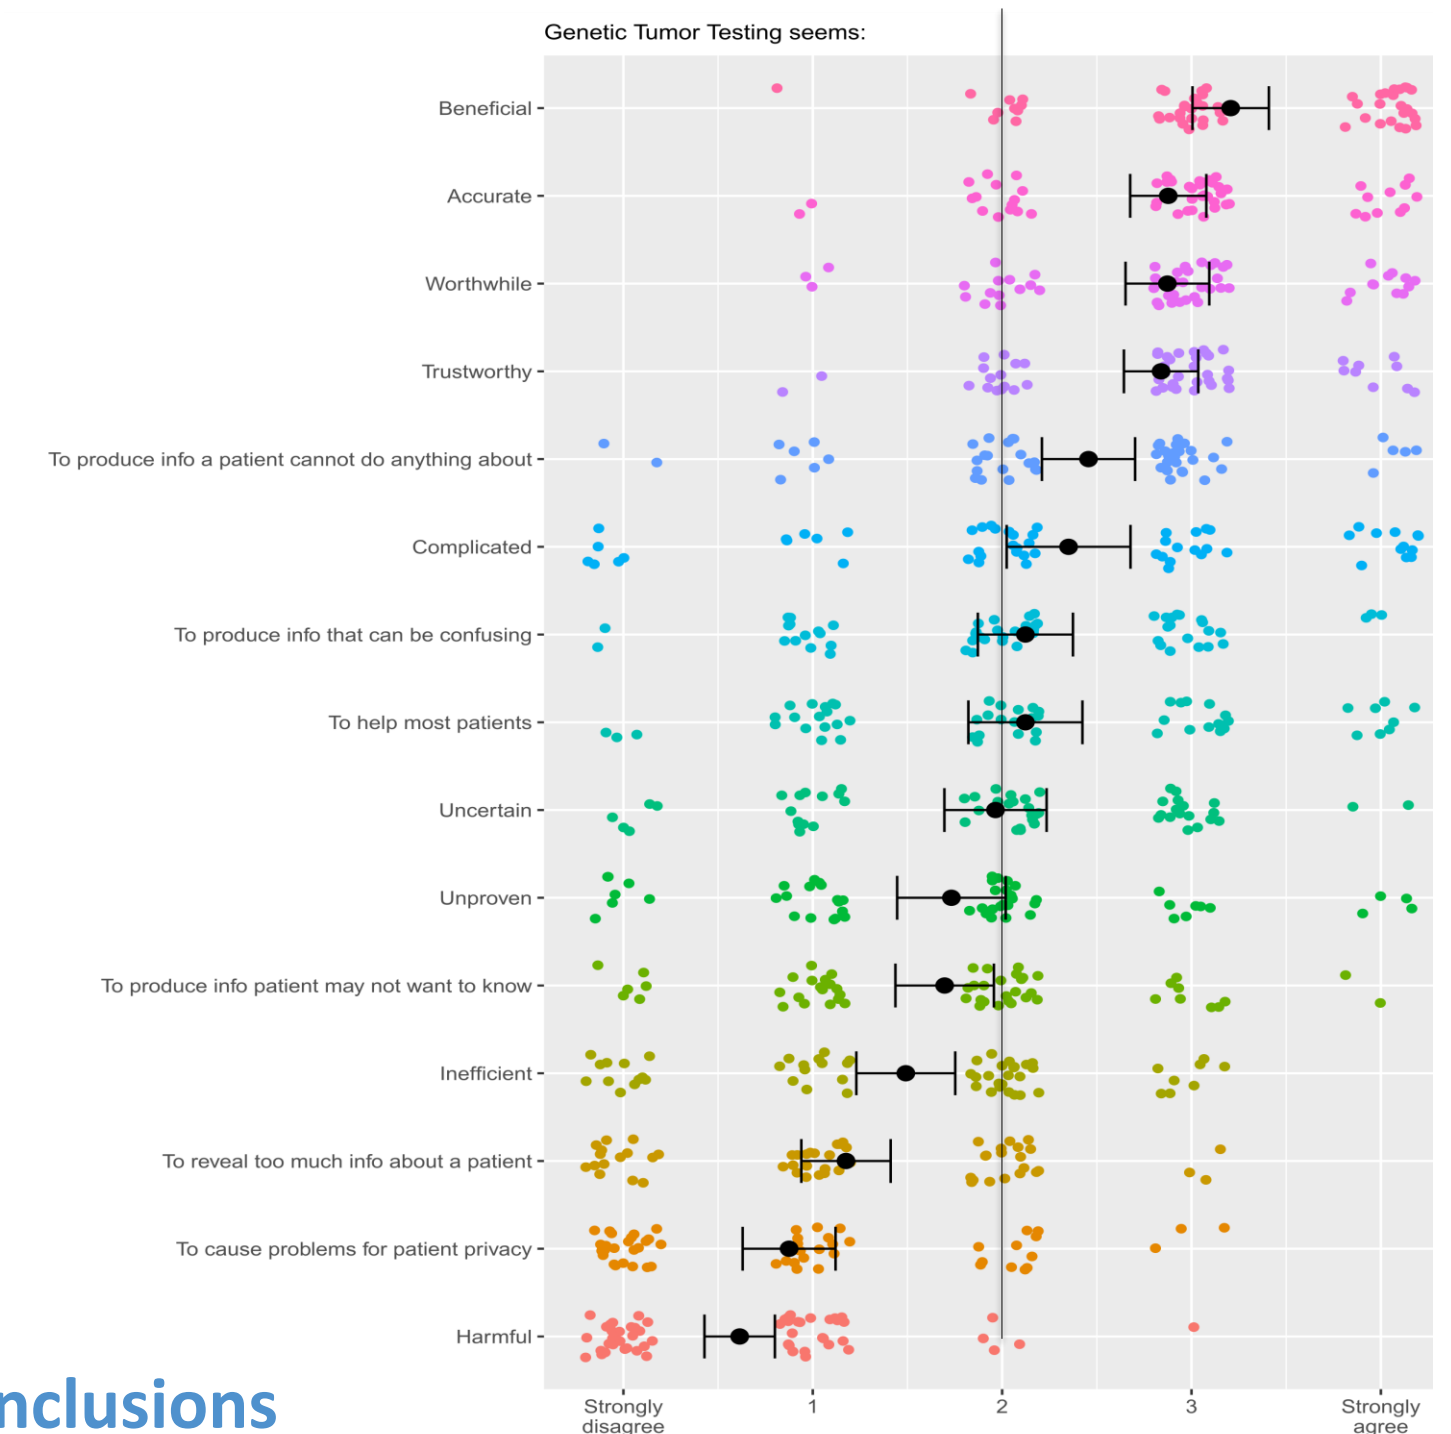 Genetic Tumor Testing seems:
Beneficial
Accurate
Worthwhile
Trustworthy
To produce info a patient cannot do anything about
Complicated
To produce info that can be confusing
To help most patients
Uncertain
Unproven
To produce info patient may not want to know
Inefficient
To reveal too much info about a patient
To cause problems for patient privacy
Harmful
Strongly
disagree
1
2
3
Strongly
agree
nclusions